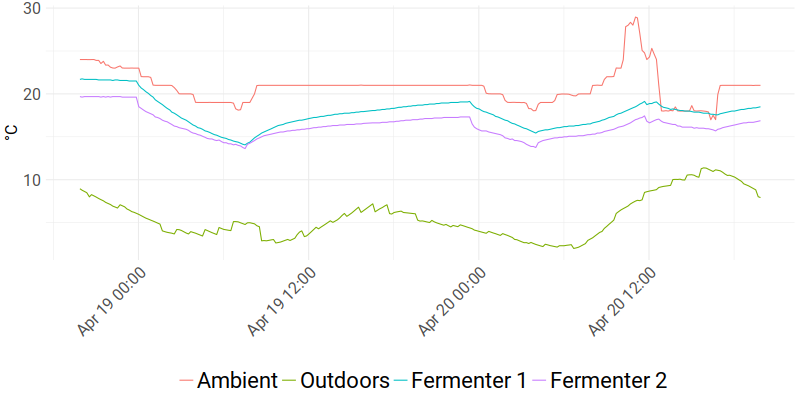 30
20
10
°C
Apr 19 00:00
Apr 19 12:00
Apr 20 00:00
Apr 20 12:00
Ambient Outdoors Fermenter 1 Fermenter 2